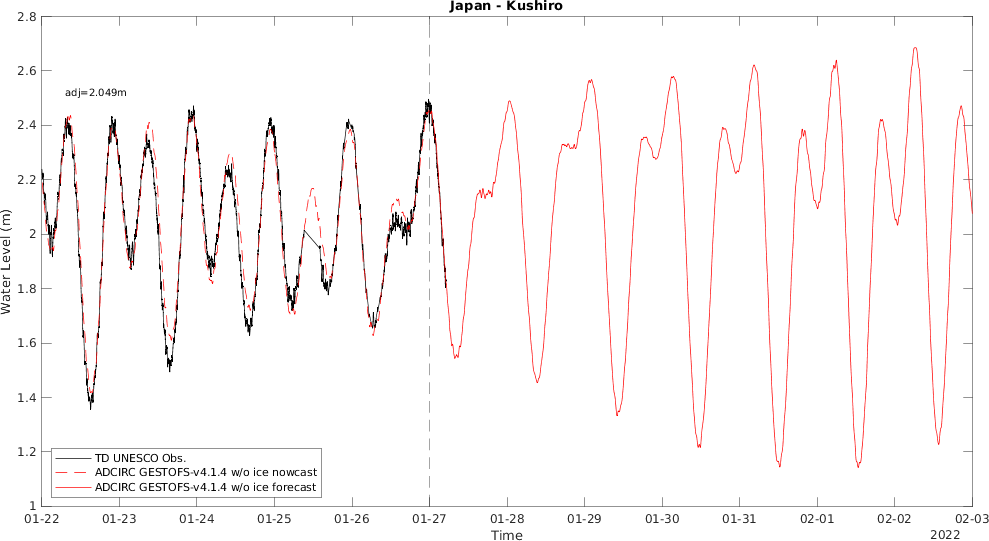 Japan - Kushiro
2.8
2.6
2.4
2.2
2
1.8
1.6
1.4
1.2
1
Water Level (m)
adj=2.049m
TD UNESCO Obs.
ADCIRC GESTOFS-v4.1.4 w/o ice nowcast
ADCIRC GESTOFS-v4.1.4 w/o ice forecast
01-22 01-23 01-24 01-25 01-26 01-27 01-28 01-29 01-30 01-31 02-01 02-02 02-03
Time
2022